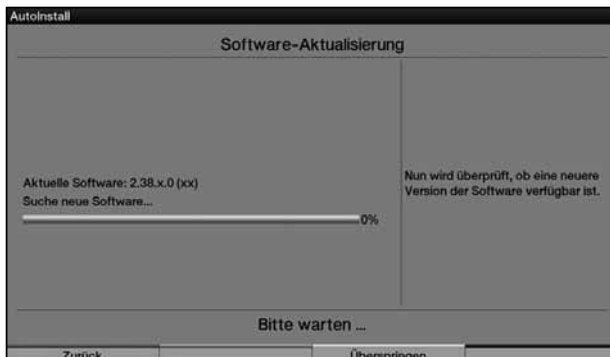 AutoInstall
Software-Aktualisierung
Aktuelle Software: 2.38.x.0 (xx)
Suche neue Software...
0%
Nun wird überprüft, ob eine neuere
Version der Software verfügbar ist.
Bitte warten ...
Zurück
Überspringen